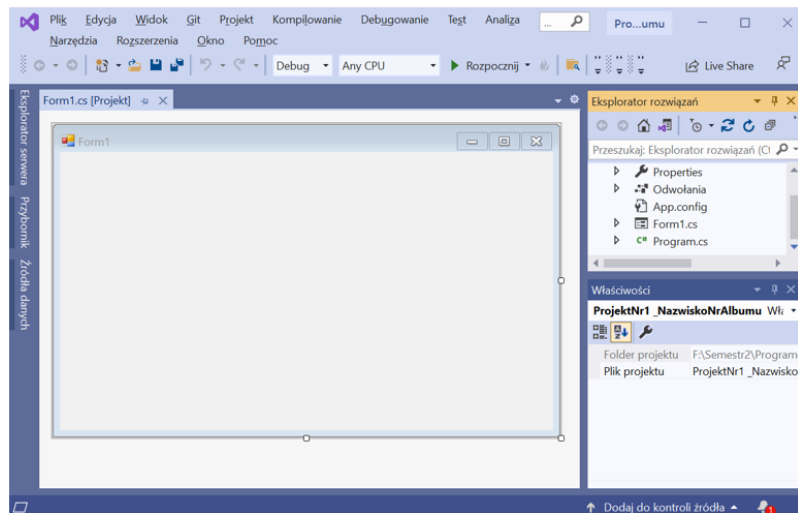 Plik Edycja Widok Git Projekt Kompilowanie Debugowanie Test Analiza ... Pro...umu
Narzędzia Rozszerzenia Okno Pomoc
Debug Any CPU Rozpocznij Live Share
Eksplorator serwera
Przybornik
Źródła danych
Form1.cs [Projekt]
Form1
Eksplorator rozwiązań
Przeszukaj: Eksplorator rozwiązań (Ct
Properties
Odwołania
App.config
Form1.cs
C# Program.cs
Właściwości
ProjektNr1 _NazwiskoNrAlbumu Wła
Folder projektu F:\Semestr2\Program
Plik projektu ProjektNr1 _Nazwisko
Dodaj do kontroli źródła 1